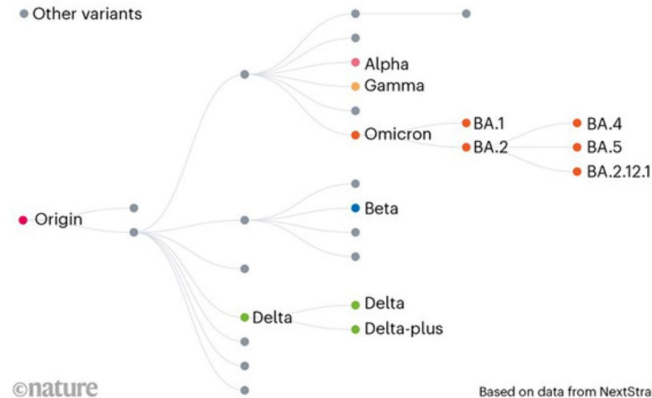 Other variants
Alpha
Gamma
Omicron
BA.1
BA.4
BA.2
BA.5
BA.2.12.1
Origin
Beta
Delta
Delta
Delta-plus
©nature
Based on data from NextStra